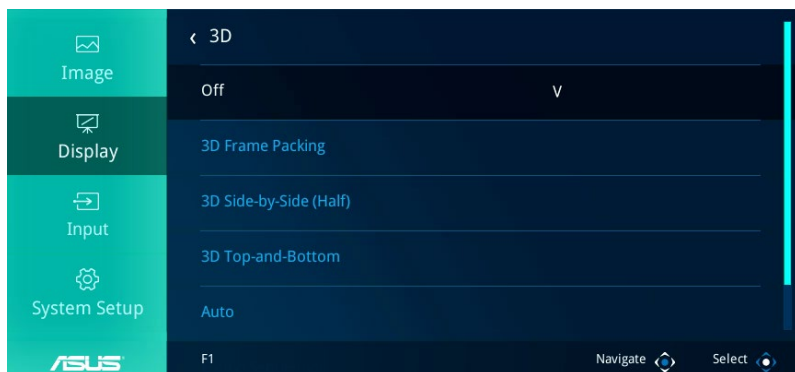 Image
Display
Input
System Setup
ASUS
‹ 3D
Off V
3D Frame Packing
3D Side-by-Side (Half)
3D Top-and-Bottom
Auto
F1 Navigate Select